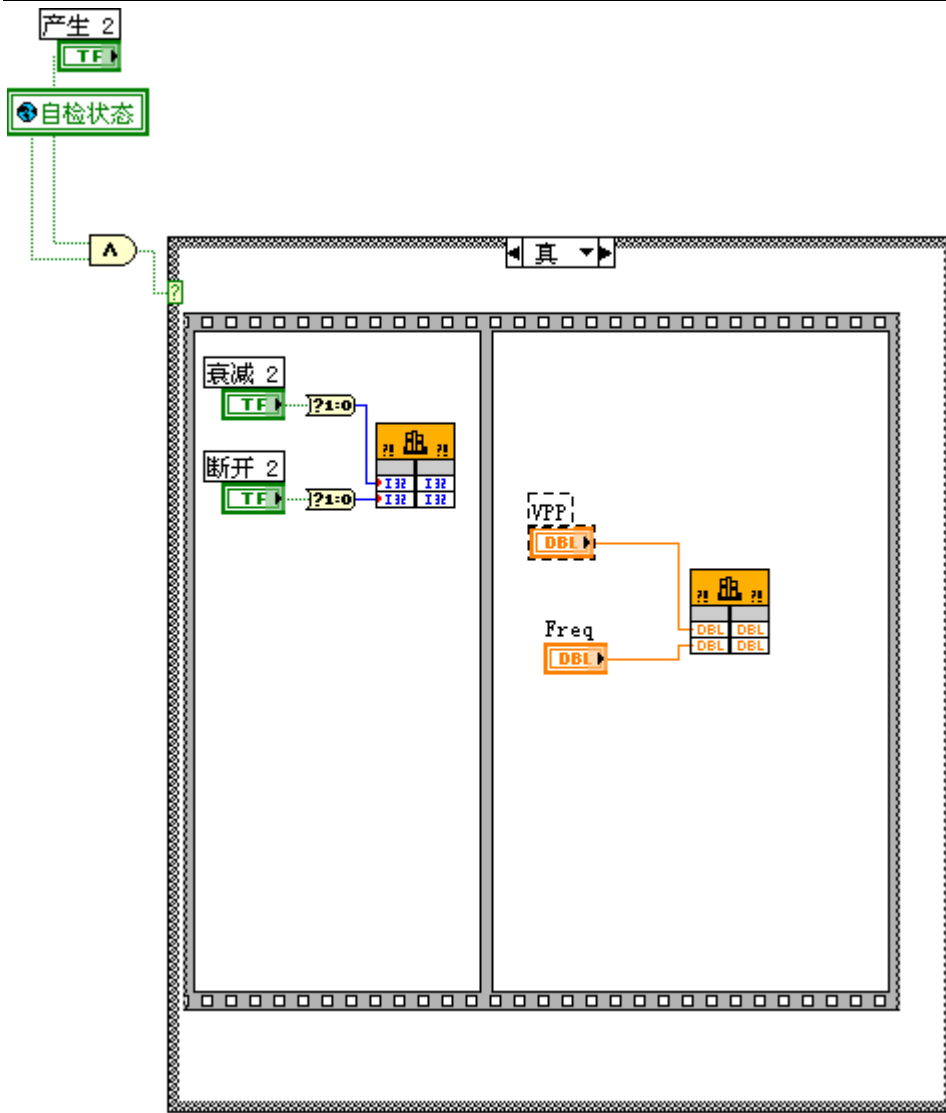 产生 2
TF
自检状态
∧
真
?
衰减 2
TF
?1:0
?!
?!
I32
I32
断开 2
TF
?1:0
I32
I32
VPP
DBL
?!
?!
Freq
DBL
DBL
DBL
DBL
DBL